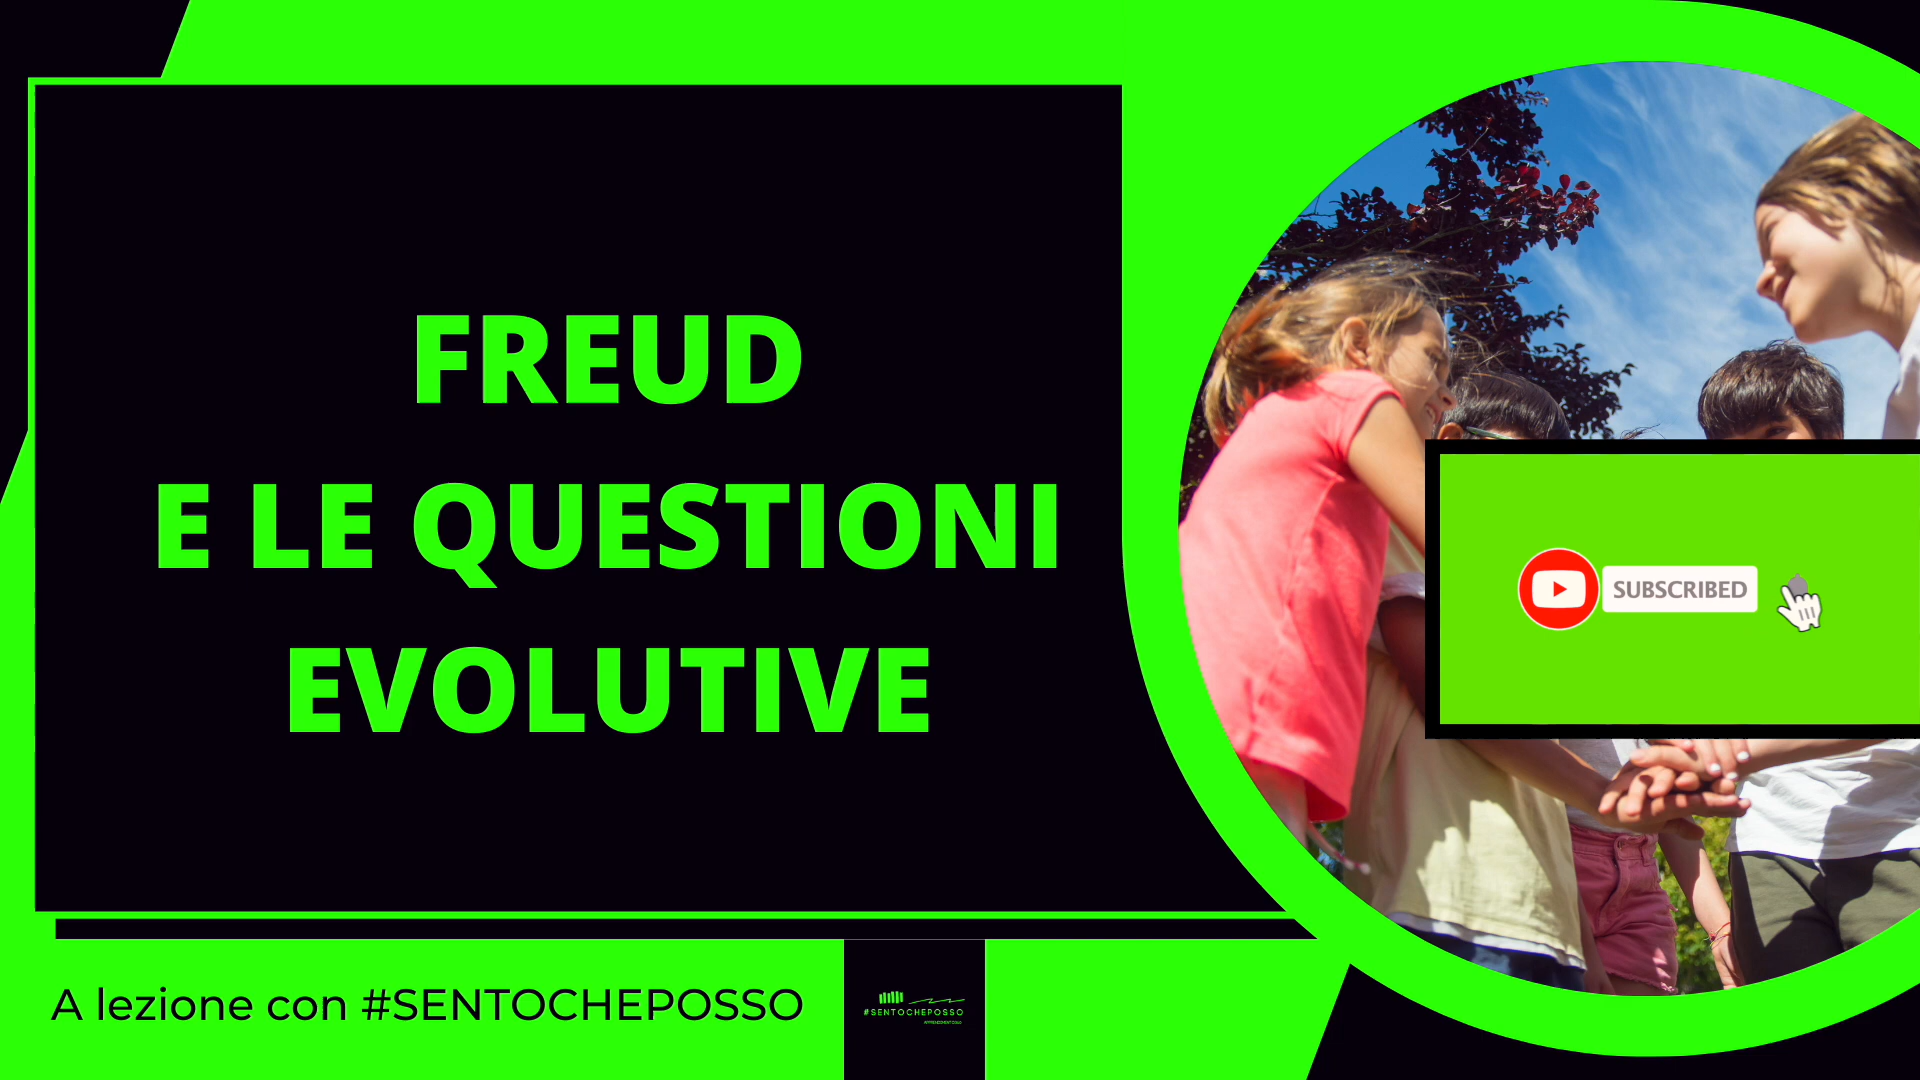 FREUD
E LE QUESTIONI
EVOLUTIVE
SUBSCRIBED
A lezione con #SENTOCHEPOSSO
#SENTOCHEPOSSO